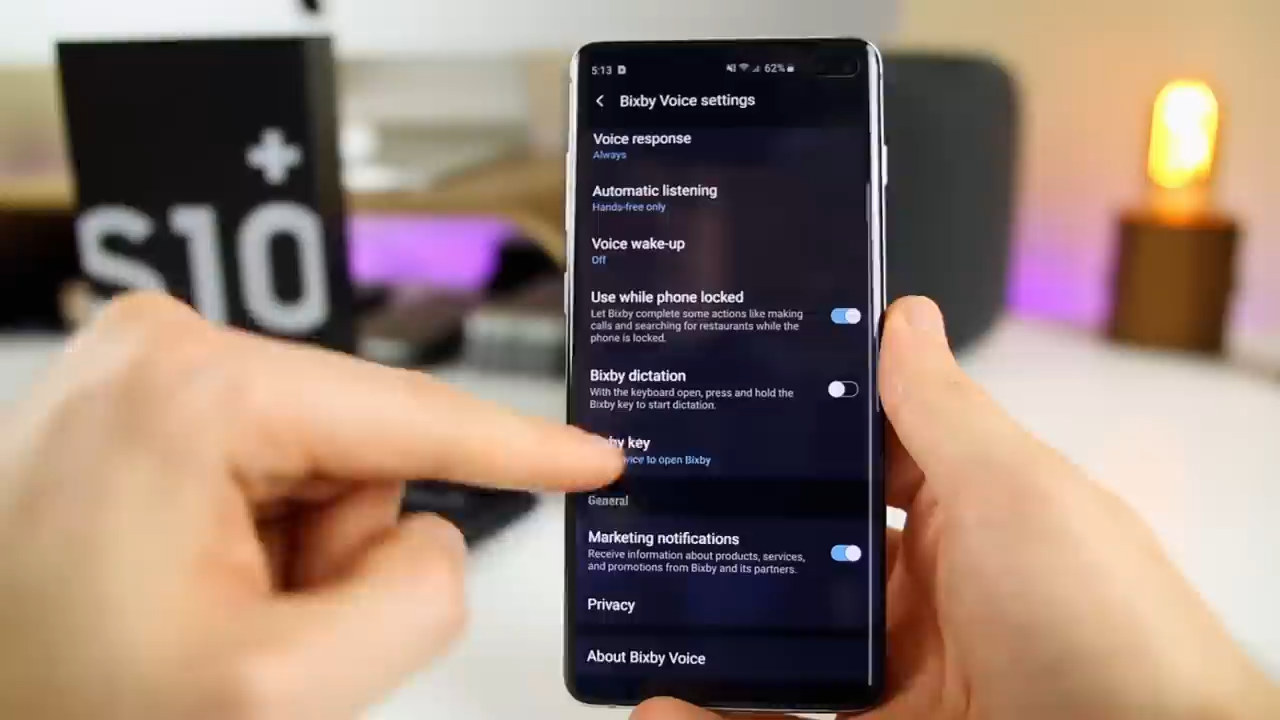 +
S10
5:13 62%
Bixby Voice settings
Voice response
Always
Automatic listening
Hands-free only
Voice wake-up
Off
Use while phone locked
Let Bixby complete some actions like making
calls and searching for restaurants while the
phone is locked.
Bixby dictation
With the keyboard open, press and hold the
Bixby key to start dictation.
key
to open Bixby
General
Marketing notifications
Receive information about products, services,
and promotions from Bixby and its partners.
Privacy
About Bixby Voice